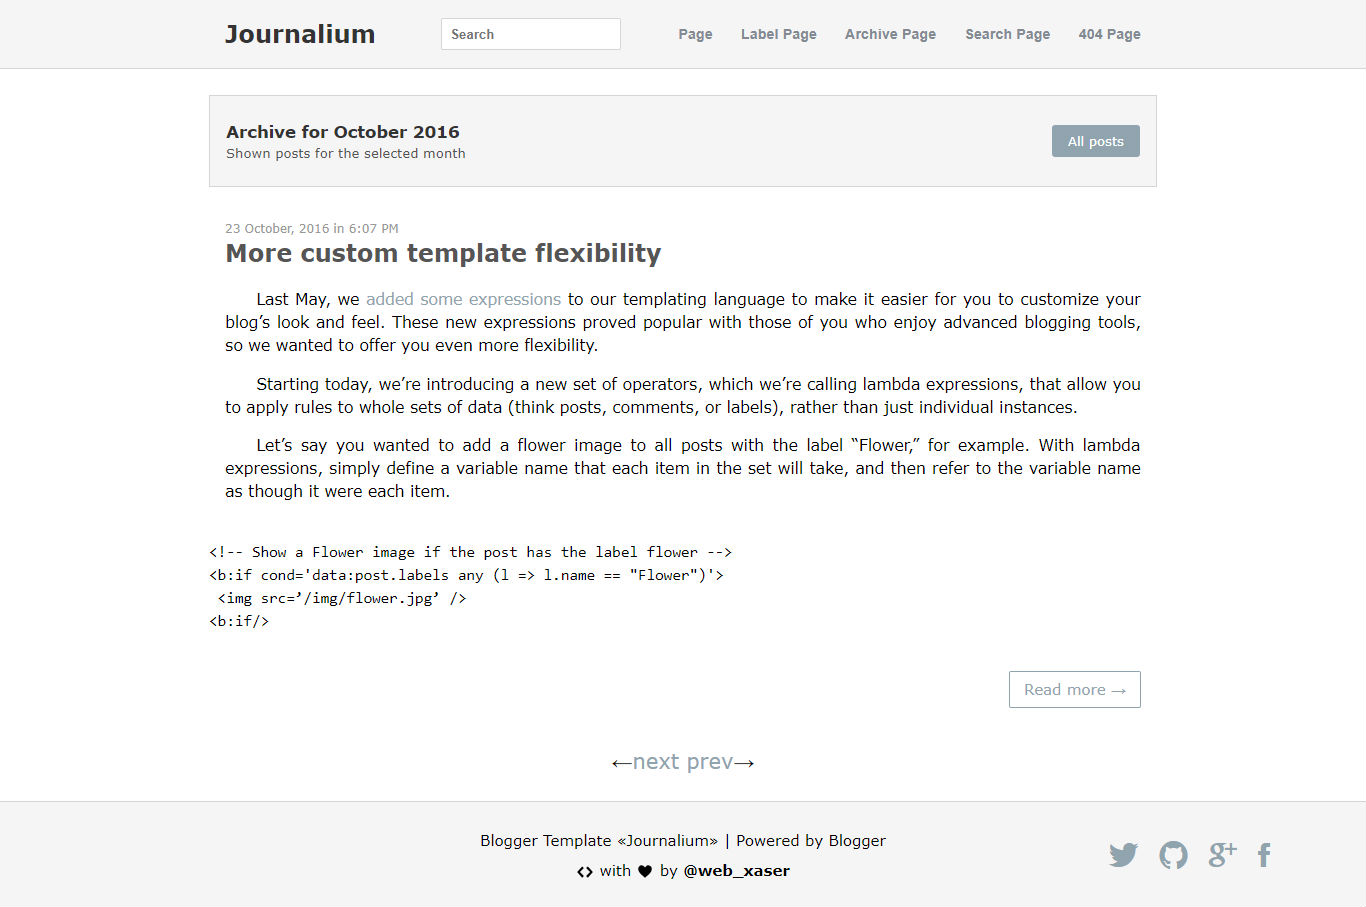 Journalium
Search
Page
Label Page
Archive Page
Search Page
404 Page
Archive for October 2016
Shown posts for the selected month
All posts
23 October, 2016 in 6:07 PM
More custom template flexibility
Last May, we added some expressions to our templating language to make it easier for you to customize your
blog’s look and feel. These new expressions proved popular with those of you who enjoy advanced blogging tools,
so we wanted to offer you even more flexibility.
Starting today, we’re introducing a new set of operators, which we’re calling lambda expressions, that allow you
to apply rules to whole sets of data (think posts, comments, or labels), rather than just individual instances.
Let’s say you wanted to add a flower image to all posts with the label “Flower,” for example. With lambda
expressions, simply define a variable name that each item in the set will take, and then refer to the variable name
as though it were each item.
<!-- Show a Flower image if the post has the label flower -->
<b:if cond='data:post.labels any (l => l.name == "Flower")'>
 <img src=’/img/flower.jpg’ />
<b:if/>
Read more →
←next prev→
Blogger Template «Journalium» | Powered by Blogger
<> with ♥ by @web_xaser